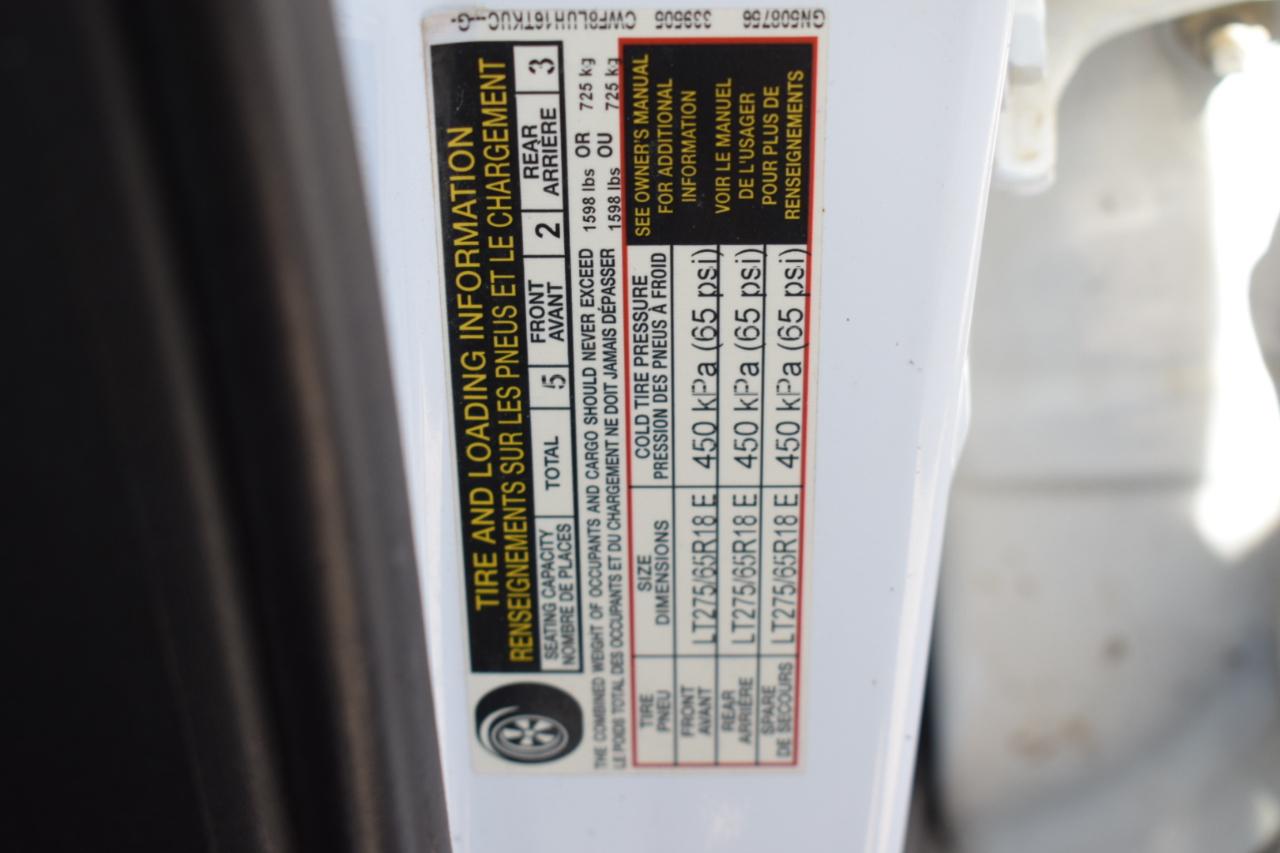 TIRE AND LOADING INFORMATION
RENSEIGNEMENTS SUR LES PNEUS ET LE CHARGEMENT
SEATING CAPACITY
NOMBRE DE PLACES
TOTAL 5
FRONT
AVANT
2
REAR
ARRIÈRE
3
THE COMBINED WEIGHT OF OCCUPANTS AND CARGO SHOULD NEVER EXCEED 1598 lbs OR 725 kg
LE POIDS TOTAL DES OCCUPANTS ET DU CHARGEMENT NE DOIT JAMAIS DÉPASSER 1598 lbs OU 725 kg
TIRE
PNEU
SIZE
DIMENSIONS
COLD TIRE PRESSURE
PRESSION DES PNEUS À FROID
FRONT
AVANT
LT275/65R18 E 450 kPa (65 psi)
REAR
ARRIÈRE
LT275/65R18 E 450 kPa (65 psi)
SPARE
DE SECOURS
LT275/65R18 E 450 kPa (65 psi)
SEE OWNER'S MANUAL
FOR ADDITIONAL
INFORMATION
VOIR LE MANUEL
DE L'USAGER
POUR PLUS DE
RENSEIGNEMENTS
GN508756 339505